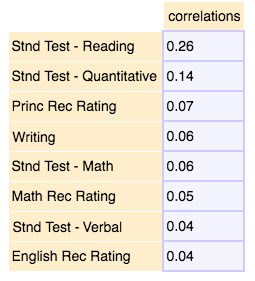 correlations
Stnd Test - Reading 0.26
Stnd Test - Quantitative 0.14
Princ Rec Rating 0.07
Writing 0.06
Stnd Test - Math 0.06
Math Rec Rating 0.05
Stnd Test - Verbal 0.04
English Rec Rating 0.04